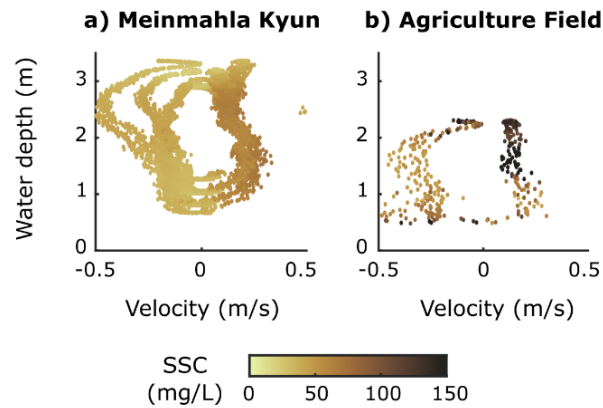 a) Meinmahla Kyun b) Agriculture Field
Water depth (m)
3
2
1
0
-0.5 0 0.5
Velocity (m/s)
3
2
1
0
-0.5 0 0.5
Velocity (m/s)
SSC
(mg/L)
0 50 100 150